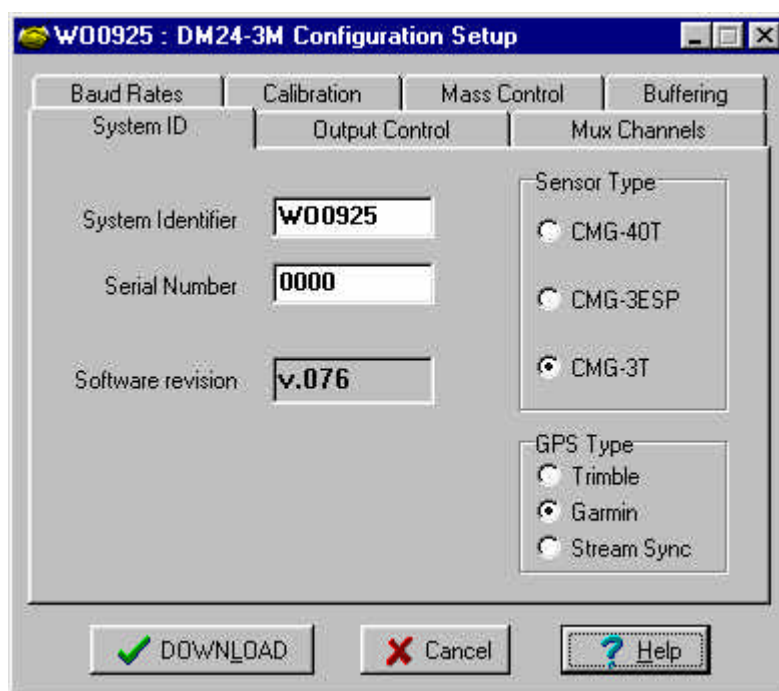 WO0925 : DM24-3M Configuration Setup
Baud Rates
Calibration
Mass Control
Buffering
System ID
Output Control
Mux Channels
System Identifier
WO0925
Serial Number
0000
Software revision
v.076
Sensor Type
CMG-40T
CMG-3ESP
CMG-3T
GPS Type
Trimble
Garmin
Stream Sync
DOWNLOAD
Cancel
Help